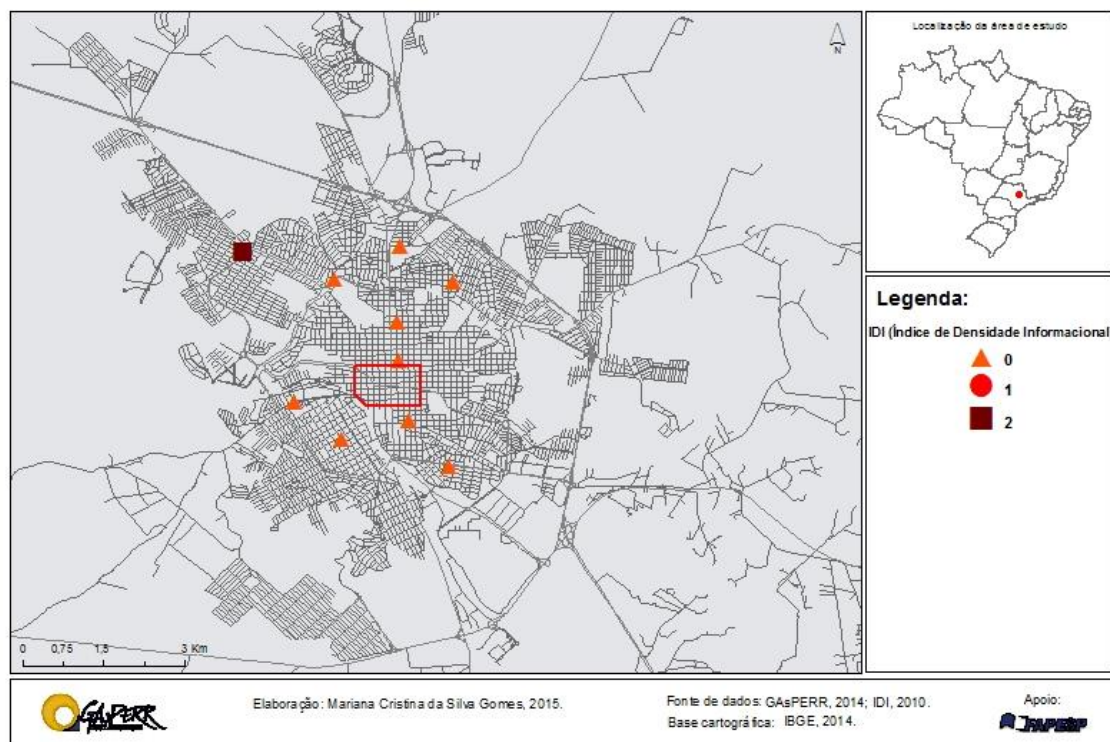 N
0 0,75 1,5 3 Km
Localização da área de estudo
Legenda:
IDI (Índice de Densidade Informacional
0
1
2
GAsPERR
Elaboração: Mariana Cristina da Silva Gomes, 2015.
Fonte de dados: GAsPERR, 2014; IDI, 2010.
Base cartográfica: IBGE, 2014.
Apoio:
FAPESP